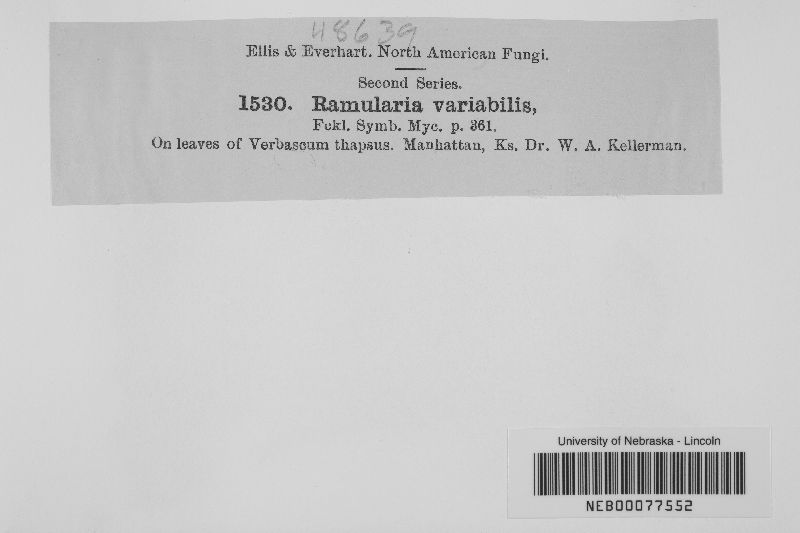 48639
Ellis & Everhart. North American Fungi.
Second Series.
1530. Ramularia variabilis,
Fckl. Symb. Myc. p. 361.
On leaves of Verbascum thapsus. Manhattan, Ks. Dr. W. A. Kellerman.
University of Nebraska - Lincoln
NEB00077552